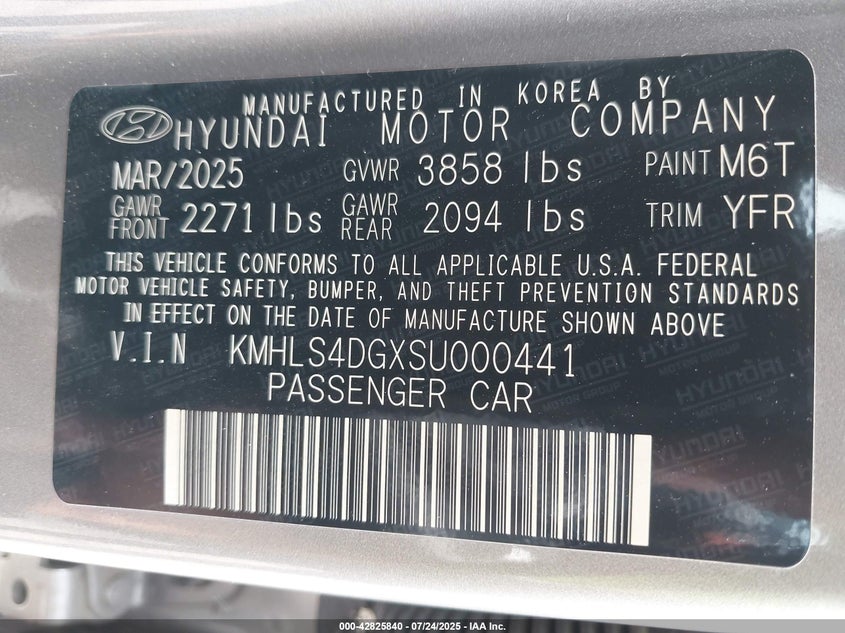 MANUFACTURED IN KOREA BY
HYUNDAI MOTOR COMPANY
MAR/2025 GVWR 3858 lbs PAINT M6T
GAWR FRONT 2271 lbs GAWR REAR 2094 lbs TRIM YFR
THIS VEHICLE CONFORMS TO ALL APPLICABLE U.S.A. FEDERAL
MOTOR VEHICLE SAFETY, BUMPER, AND THEFT PREVENTION STANDARDS
IN EFFECT ON THE DATE OF MANUFACTURE SHOWN ABOVE
V.I.N KMHLS4DGXSU000441
PASSENGER CAR
HYUNDAI
MOTOR GROUP
000-42825840 - 07/24/2025 - IAA Inc.